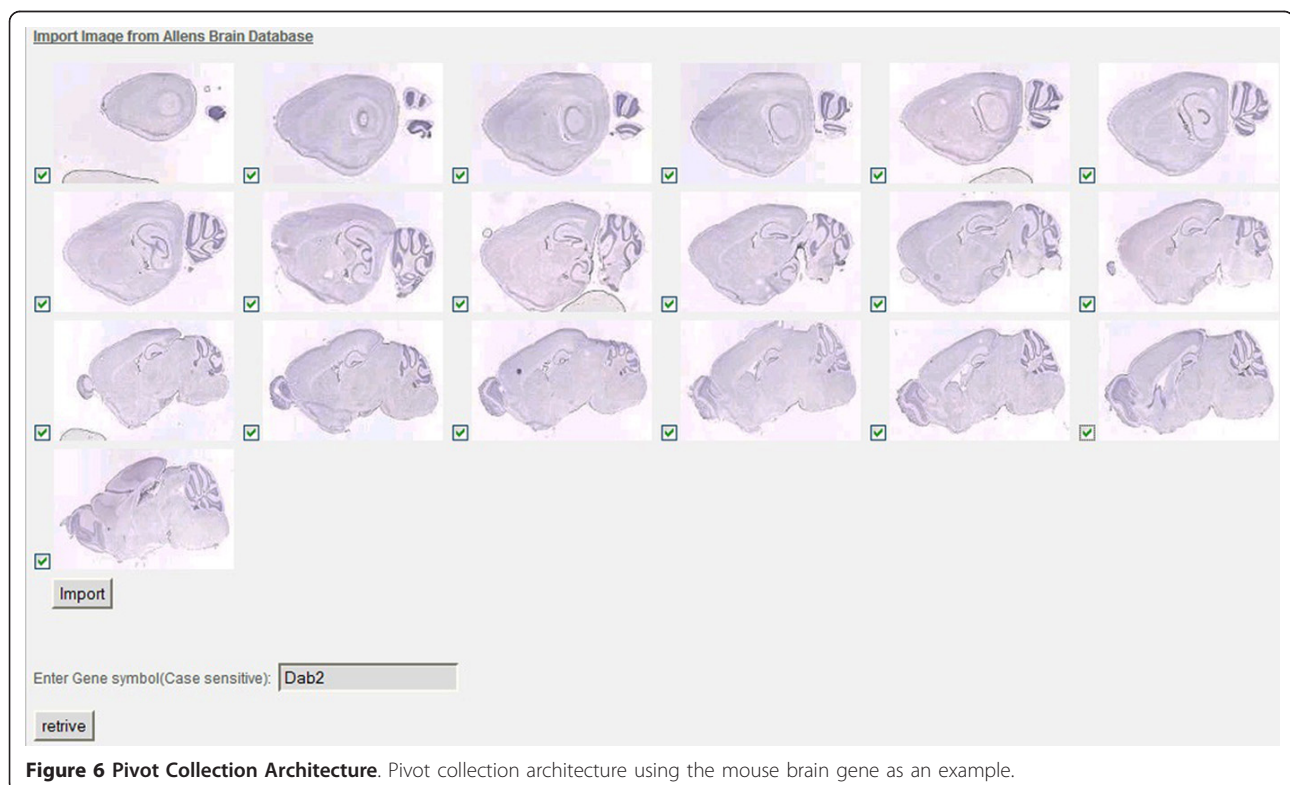 Import Image from Allens Brain Database
Import
Enter Gene symbol(Case sensitive): Dab2
retrive
Figure 6 Pivot Collection Architecture. Pivot collection architecture using the mouse brain gene as an example.